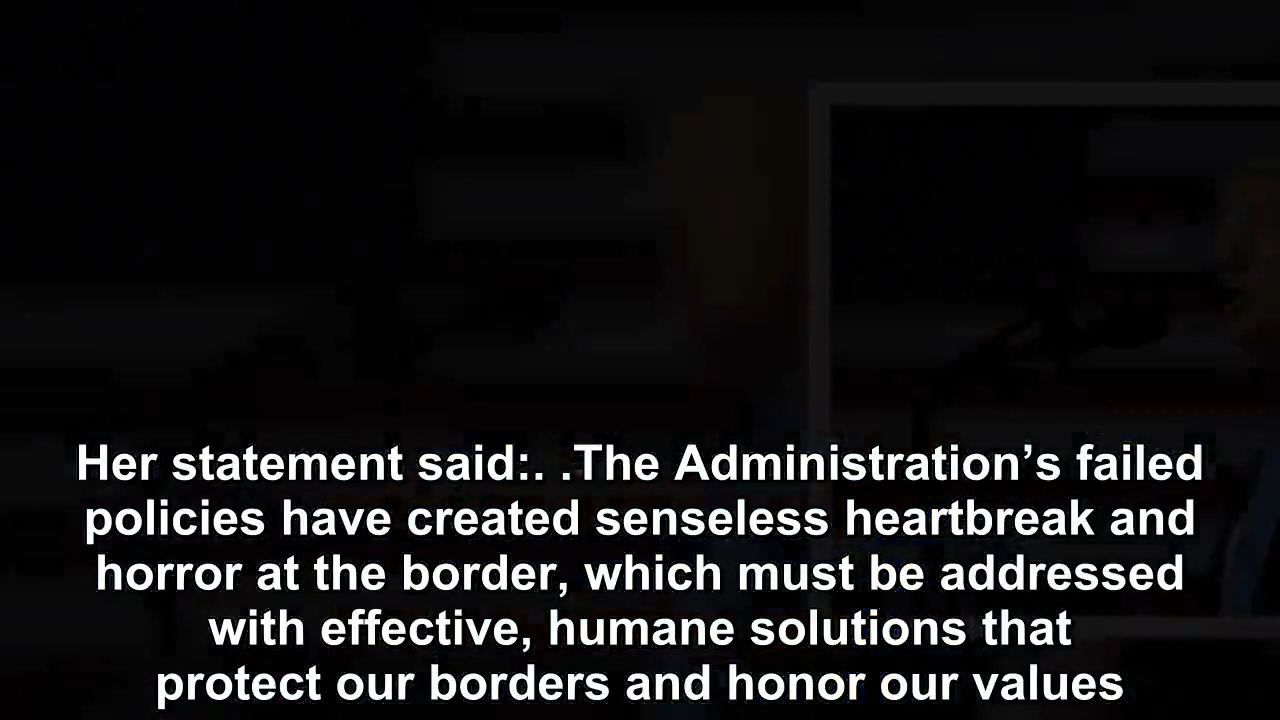 Her statement said:. .The Administration’s failed
policies have created senseless heartbreak and
horror at the border, which must be addressed
with effective, humane solutions that
protect our borders and honor our values